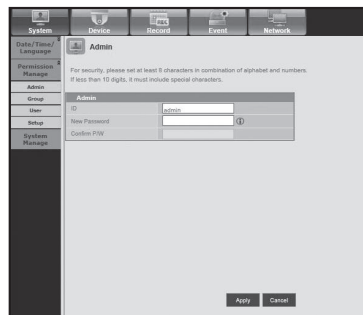 System
Device
Record
Event
Network
Date/Time/
Language
Permission
Manage
Admin
Group
User
Setup
System
Manage
Admin
For security, please set at least 8 characters in combination of alphabet and numbers.
If less than 10 digits, it must include special characters.
Admin
ID
admin
New Password
Confirm P/W
Apply
Cancel